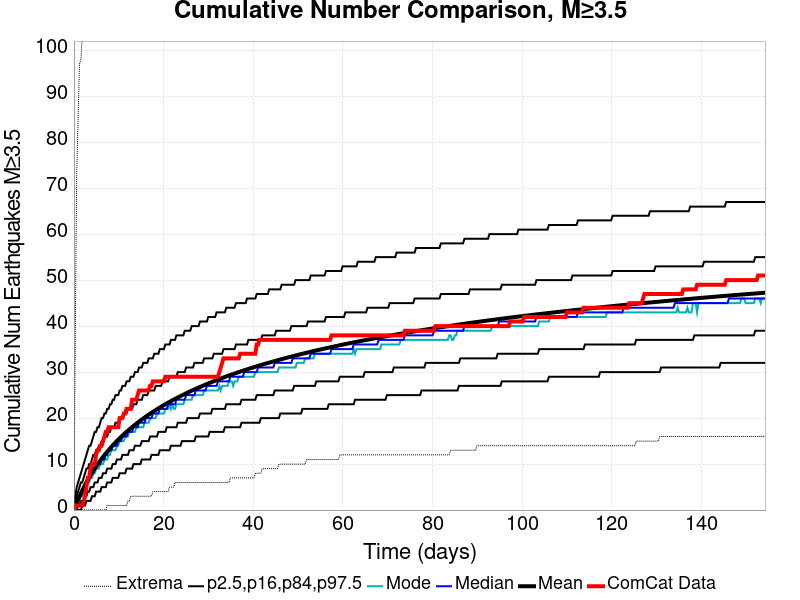 Cumulative Number Comparison, M≥3.5
Cumulative Num Earthquakes M≥3.5
100
90
80
70
60
50
40
30
20
10
0
0 20 40 60 80 100 120 140
Time (days)
Extrema p2.5,p16,p84,p97.5 Mode Median Mean ComCat Data